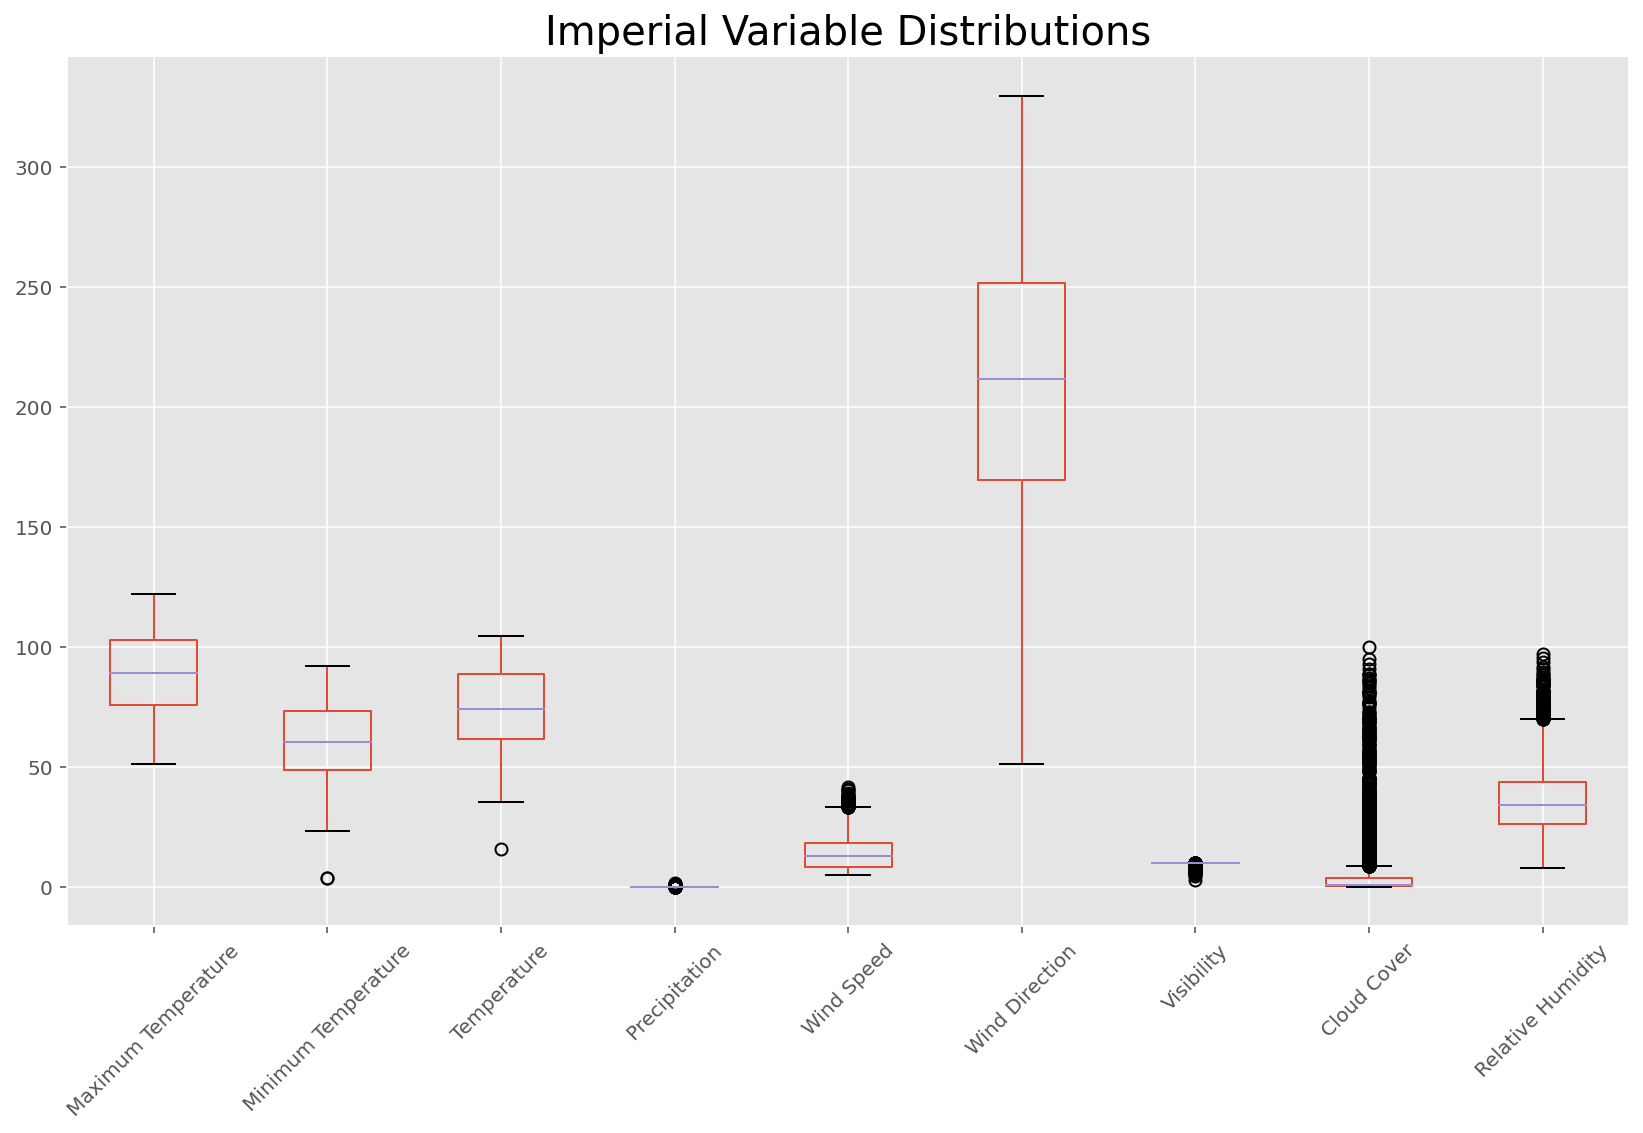 Imperial Variable Distributions
300
250
200
150
100
50
0
Maximum Temperature
Minimum Temperature
Temperature
Precipitation
Wind Speed
Wind Direction
Visibility
Cloud Cover
Relative Humidity